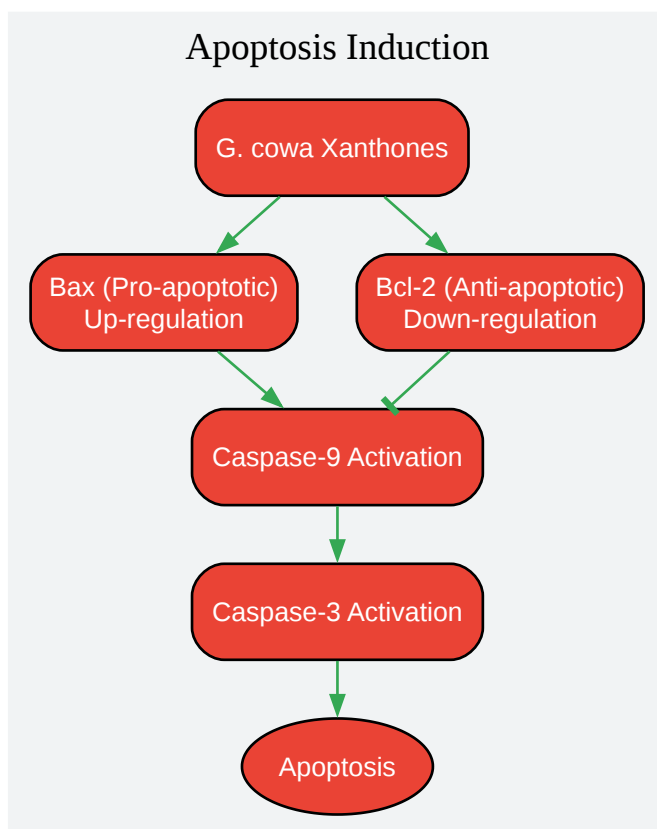 Apoptosis Induction
G. cowa Xanthones
Bax (Pro-apoptotic)
Up-regulation
Bcl-2 (Anti-apoptotic)
Down-regulation
Caspase-9 Activation
Caspase-3 Activation
Apoptosis